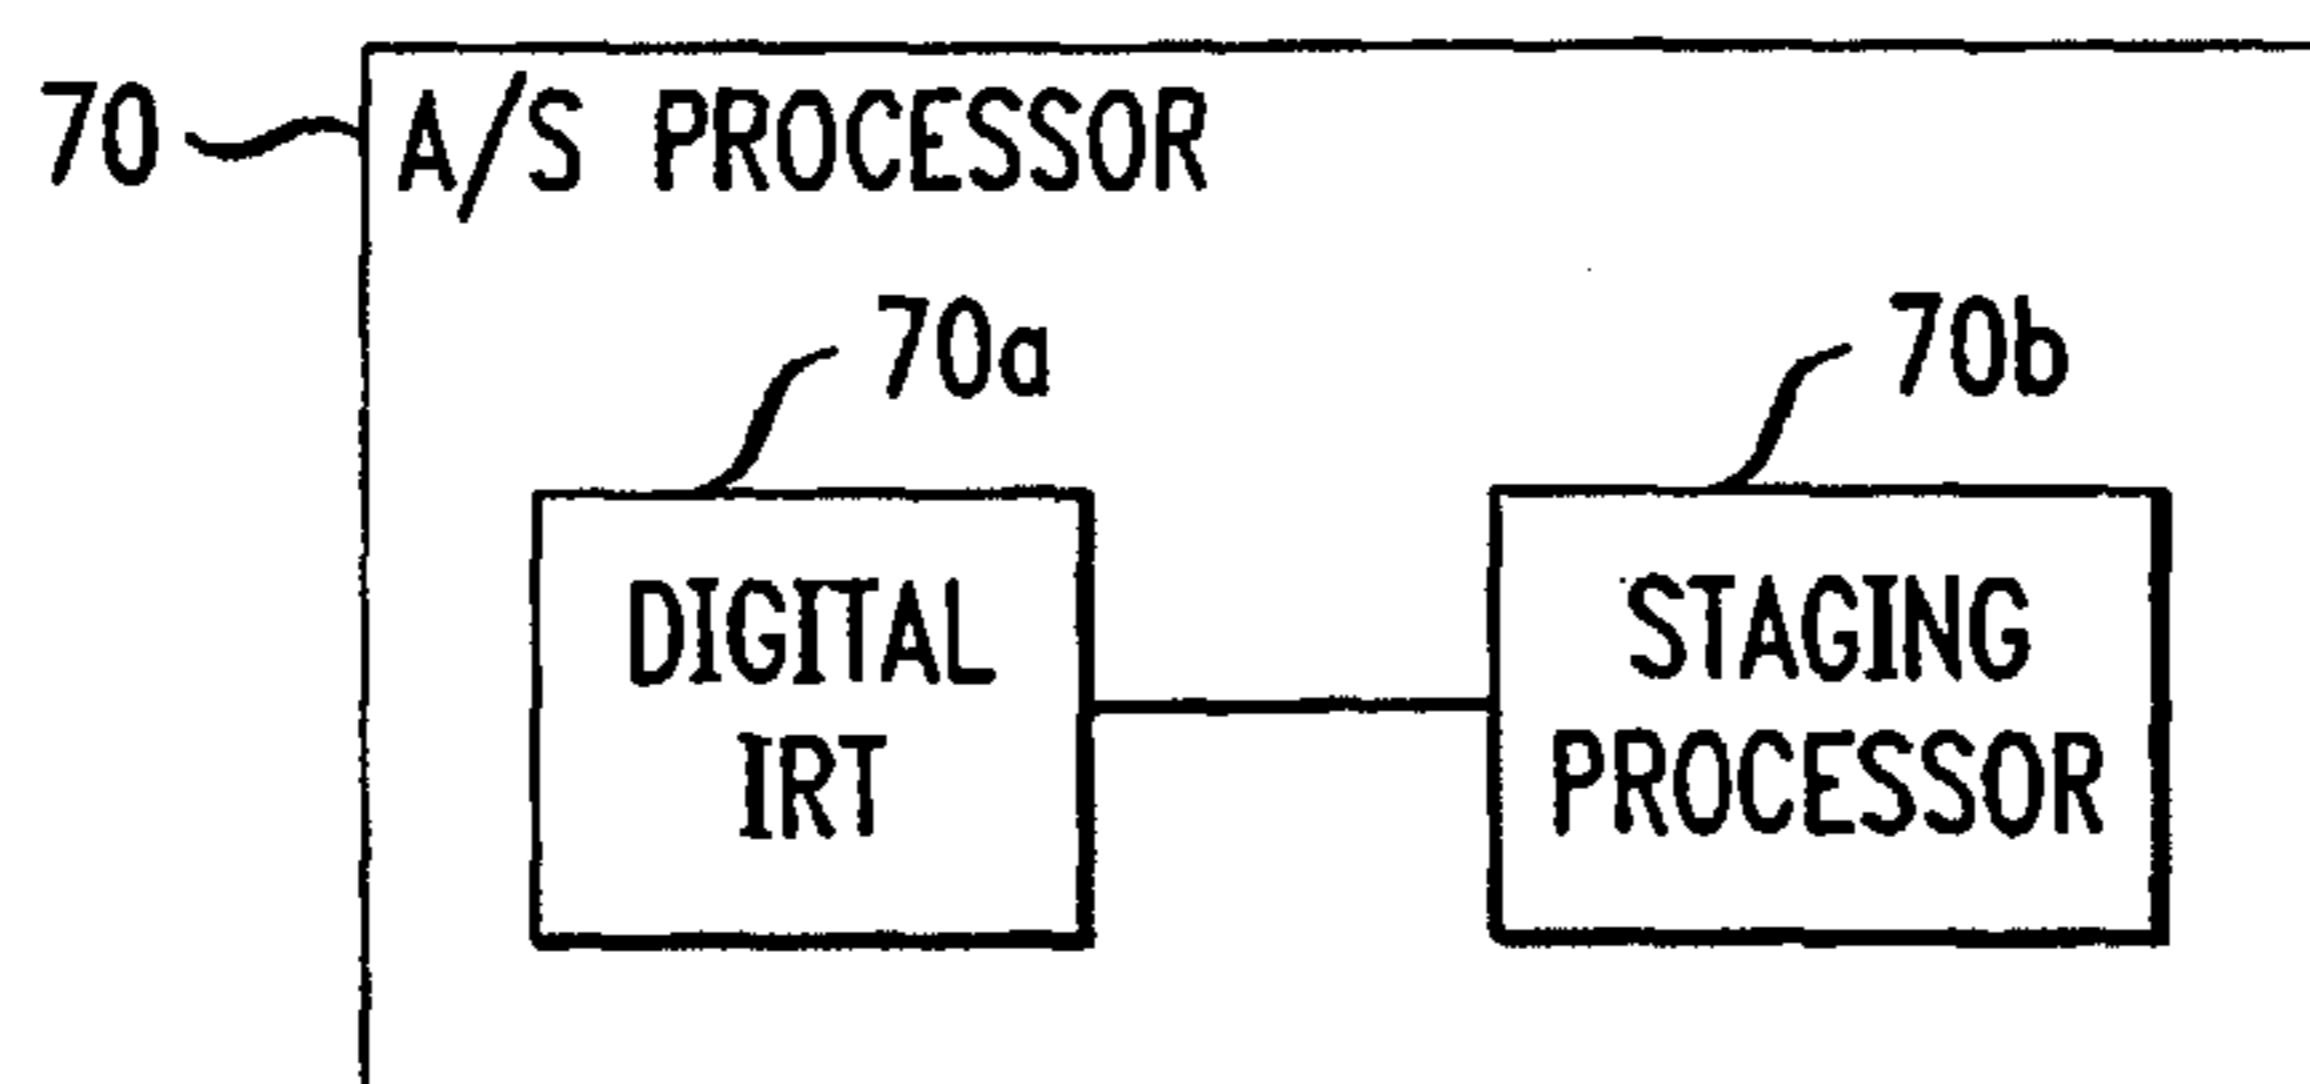 70
A/S PROCESSOR
70a
70b
DIGITAL
IRT
STAGING
PROCESSOR